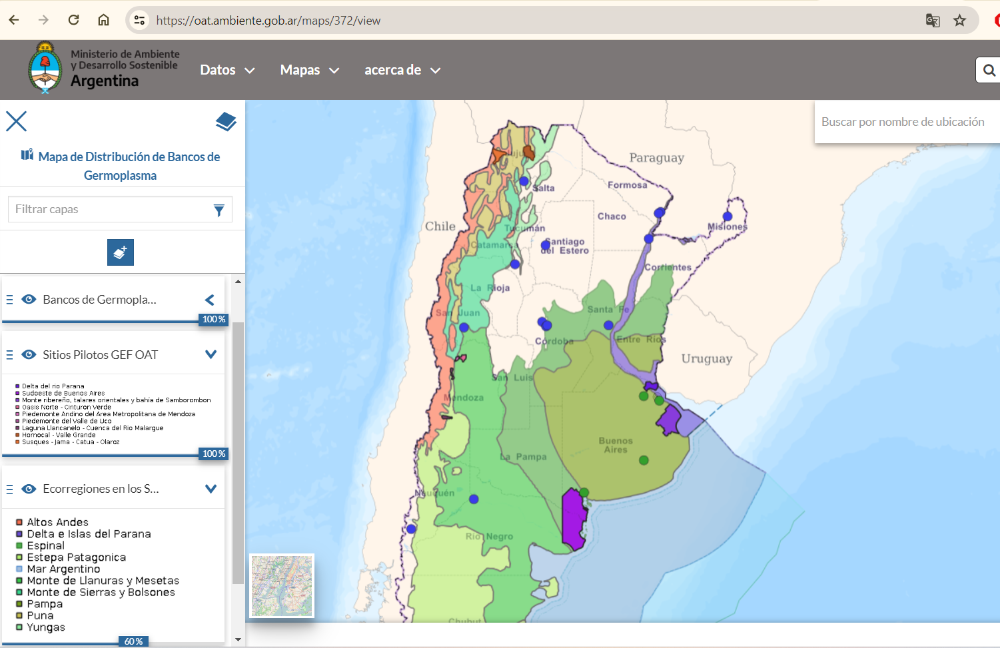 https://oat.ambiente.gob.ar/maps/372/view
Ministerio de Ambiente
y Desarrollo Sostenible
Argentina
Datos
Mapas
acerca de
Mapa de Distribución de Bancos de
Germoplasma
Filtrar capas
Bancos de Germopla...
100 %
Sitios Pilotos GEF OAT
Delta del rio Parana
Sudoeste de Buenos Aires
Monte ribereño, talares orientales y bahía de Samborombon
Oasis Norte - Cinturon Verde
Piedemonte Andino del Area Metropolitana de Mendoza
Piedemonte del Valle de Uco
Laguna Llancanelo - Cuenca del Rio Malargue
Hornocal - Valle Grande
Susques - Jama - Catua - Olaroz
100 %
Ecorregiones en los S...
Altos Andes
Delta e Islas del Parana
Espinal
Estepa Patagonica
Mar Argentino
Monte de Llanuras y Mesetas
Monte de Sierras y Bolsones
Pampa
Puna
Yungas
60 %
Buscar por nombre de ubicación
Paraguay
Jujuy
Salta
Formosa
Chaco
Chile
Tucumán
Misiones
Catamarca
Santiago
del Estero
Corrientes
La Rioja
San Juan
Santa Fe
Córdoba
Entre Ríos
Uruguay
San Luis
Mendoza
Buenos
Aires
La Pampa
Neuquén
Río Negro
Chubut